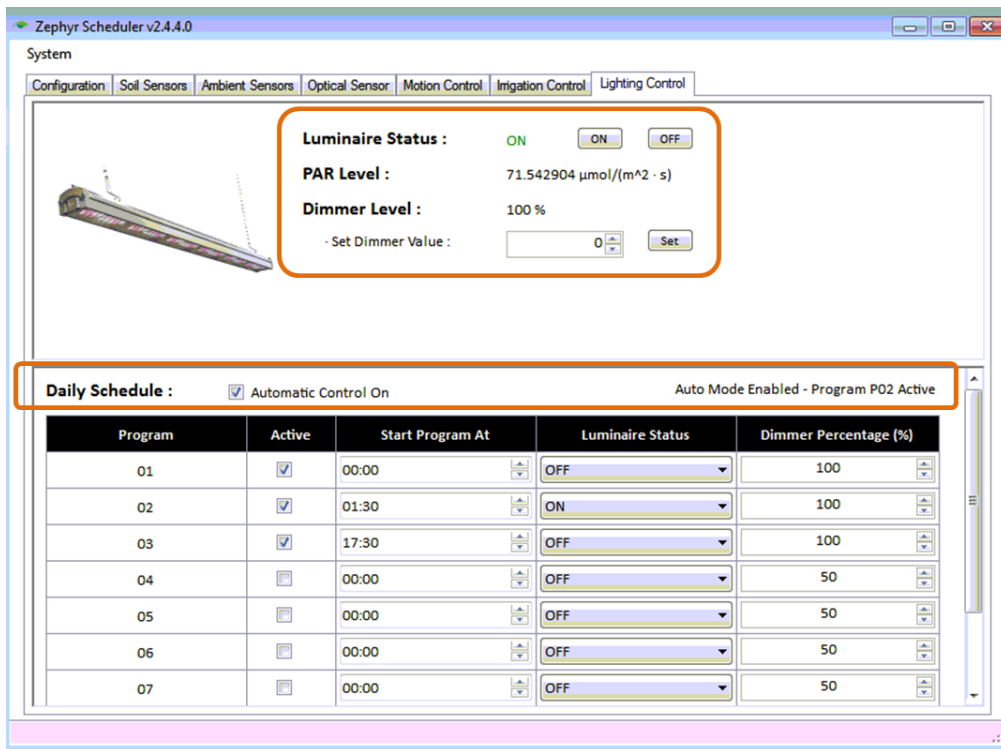 Zephyr Scheduler v2.4.4.0
System
Configuration Soil Sensors Ambient Sensors Optical Sensor Motion Control Irrigation Control Lighting Control
Luminaire Status : ON ON OFF
PAR Level : 71.542904 µmol/(m^2 · s)
Dimmer Level : 100 %
· Set Dimmer Value : 0 Set
Daily Schedule : Automatic Control On Auto Mode Enabled - Program P02 Active
Program Active Start Program At Luminaire Status Dimmer Percentage (%)
01 00:00 OFF 100
02 01:30 ON 100
03 17:30 OFF 100
04 00:00 OFF 50
05 00:00 OFF 50
06 00:00 OFF 50
07 00:00 OFF 50